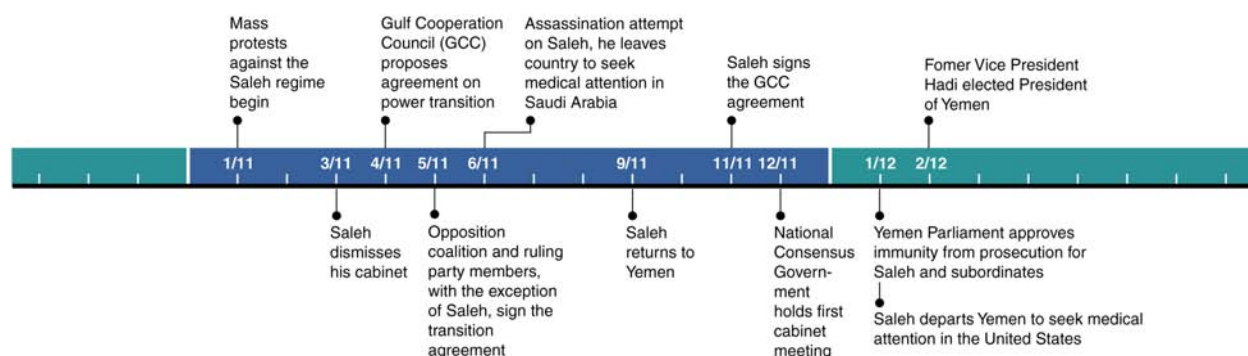 Mass
protests
against the
Saleh regime
begin
Gulf Cooperation
Council (GCC)
proposes
agreement on
power transition
Assassination attempt
on Saleh, he leaves
country to seek
medical attention in
Saudi Arabia
Saleh signs
the GCC
agreement
Fomer Vice President
Hadi elected President
of Yemen
1/11 3/11 4/11 5/11 6/11 9/11 11/11 12/11 1/12 2/12
Saleh
dismisses
his cabinet
Opposition
coalition and ruling
party members,
with the exception
of Saleh, sign the
transition
agreement
Saleh
returns to
Yemen
National
Consensus
Govern-
ment
holds first
cabinet
meeting
Yemen Parliament approves
immunity from prosecution for
Saleh and subordinates
Saleh departs Yemen to seek medical
attention in the United States